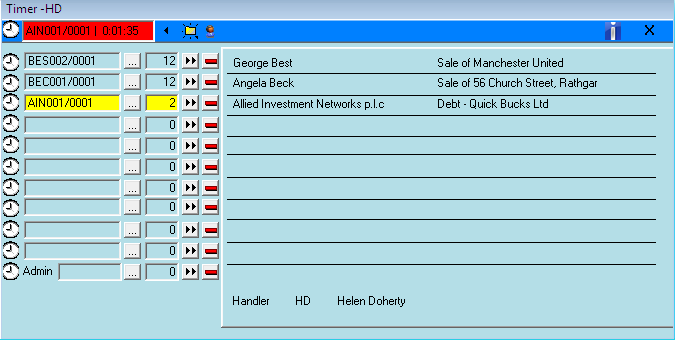 Timer -HD
AIN001/0001 | 0:01:35
BES002/0001 ... 12 George Best Sale of Manchester United
BEC001/0001 ... 12 Angela Beck Sale of 56 Church Street, Rathgar
AIN001/0001 ... 2 Allied Investment Networks p.l.c Debt - Quick Bucks Ltd
... 0
... 0
... 0
... 0
... 0
... 0
... 0
Admin ... 0
Handler HD Helen Doherty